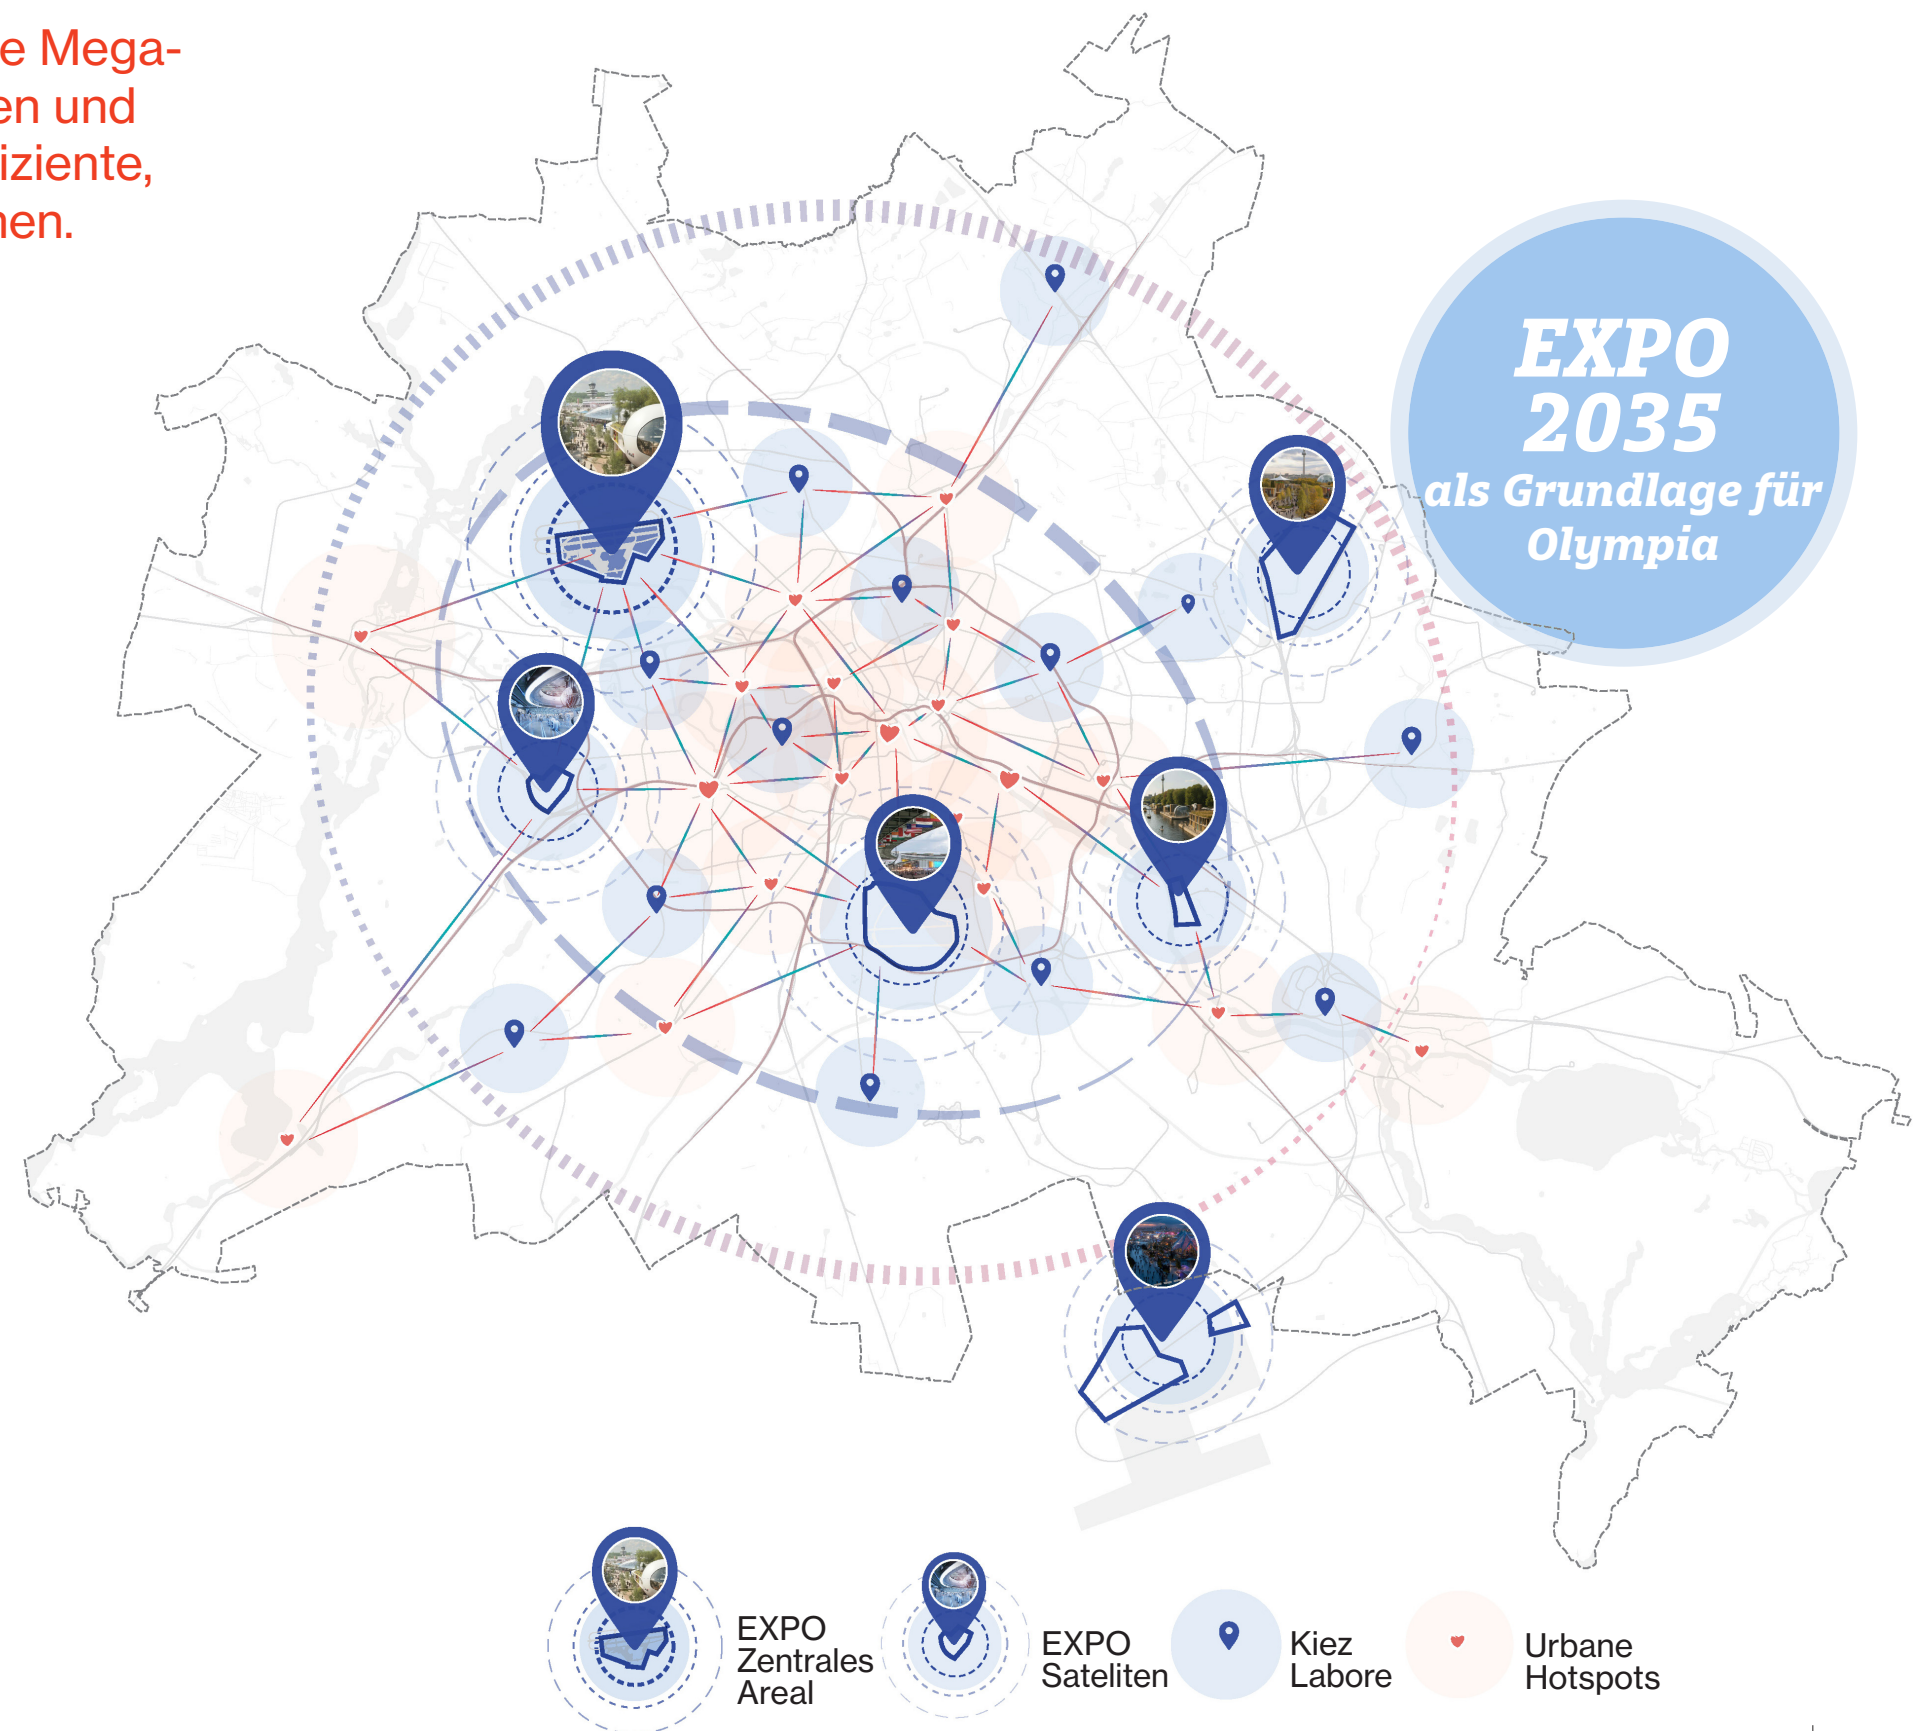 e Mega-
en und
iziente,
nen.
EXPO
2035
als Grundlage für
Olympia
EXPO
Zentrales
Areal
EXPO
Sateliten
Kiez
Labore
Urbane
Hotspots